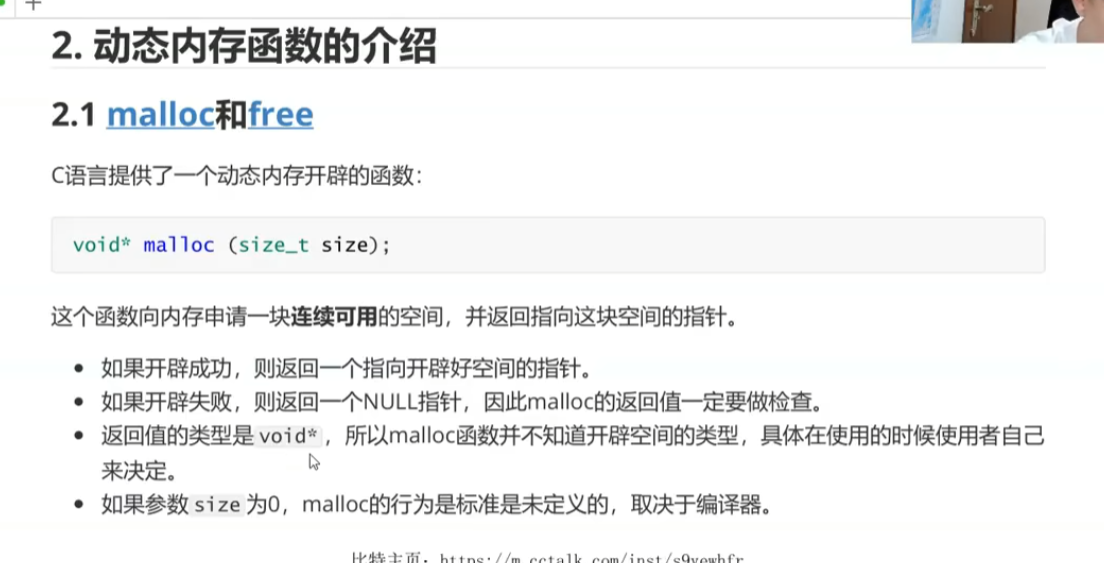 2. 动态内存函数的介绍
2.1 malloc和free
C语言提供了一个动态内存开辟的函数：
void* malloc (size_t size);
这个函数向内存申请一块连续可用的空间，并返回指向这块空间的指针。
如果开辟成功，则返回一个指向开辟好空间的指针。
如果开辟失败，则返回一个NULL指针，因此malloc的返回值一定要做检查。
返回值的类型是 void* ，所以malloc函数并不知道开辟空间的类型，具体在使用的时候使用者自己
来决定。
如果参数 size 为0，malloc的行为是标准是未定义的，取决于编译器。
比特主页：https://m.cctalk.com/inst/s9yewhfr